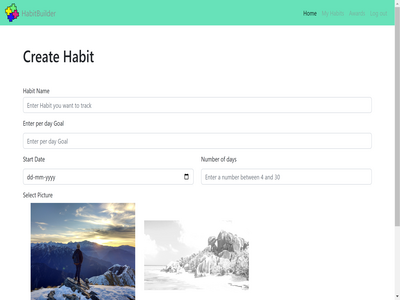 HabitBuilder
Home My Habits Awards Log out
Create Habit
Habit Name
Enter Habit you want to track
Enter per day Goal
Enter per day Goal
Start Date Number of days
dd-mm-yyyy Enter a number between 4 and 30
Select Picture